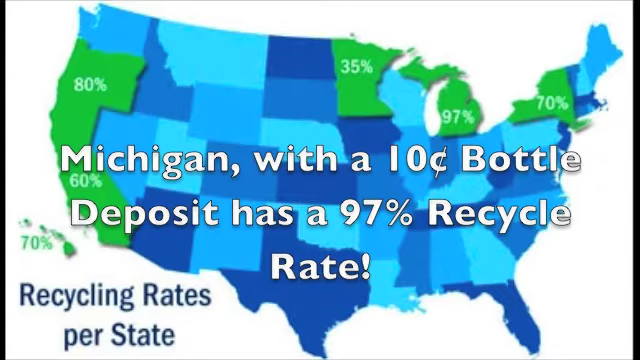 80%
35%
97%
70%
Michigan, with a 10¢ Bottle
60%
Deposit has a 97% Recycle
70%
Rate!
Recycling Rates
per State